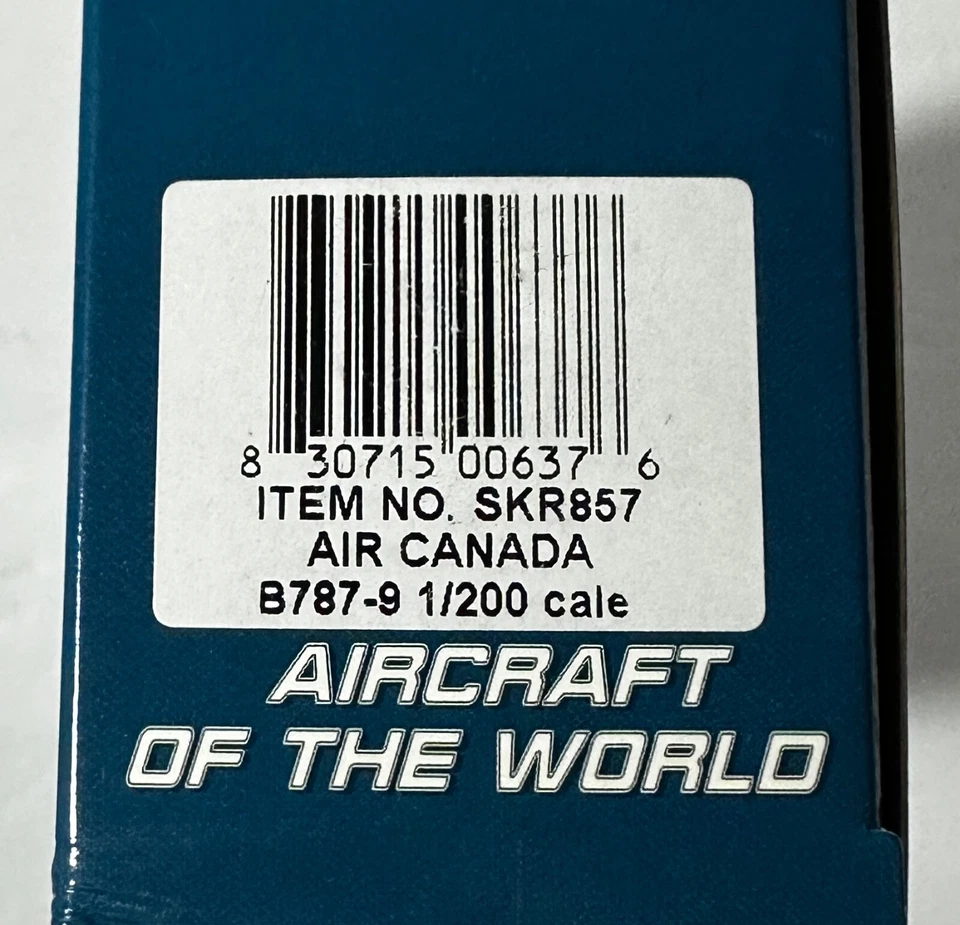 8 30715 00637 6
ITEM NO. SKR857
AIR CANADA
B787-9 1/200 cale
AIRCRAFT
OF THE WORLD